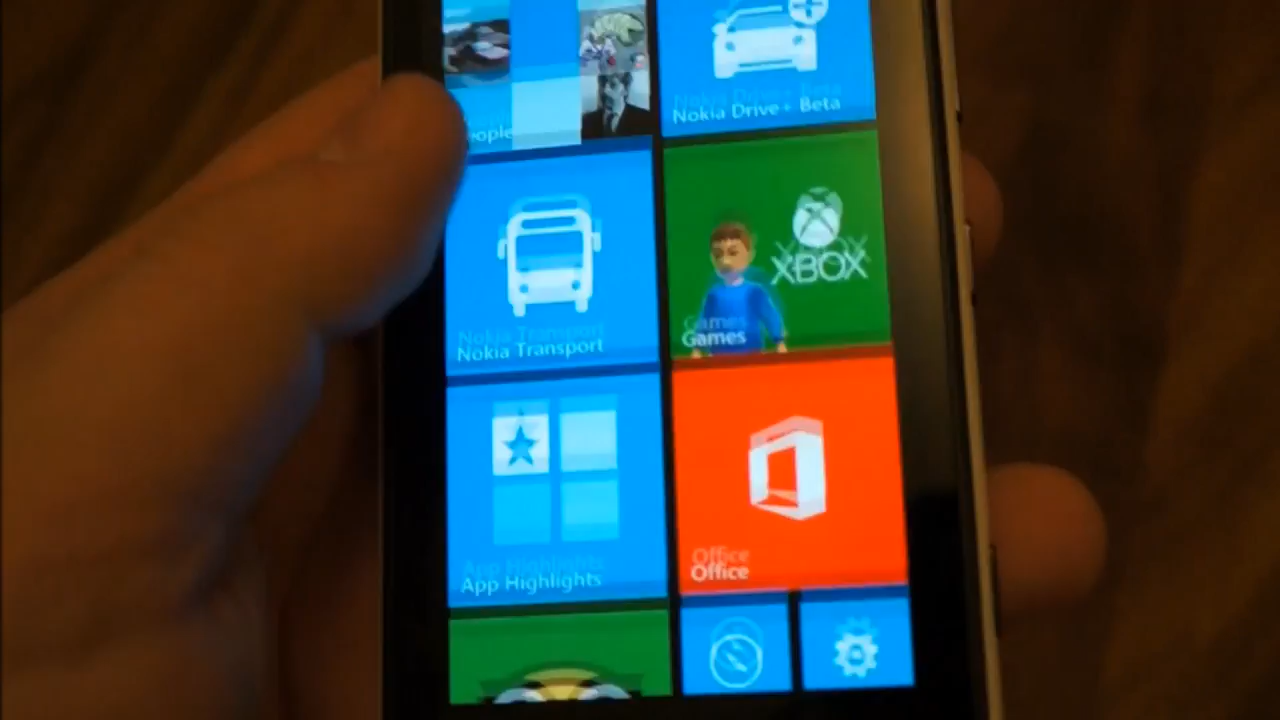 People
Nokia Drive+ Beta
Nokia Transport
XBOX
Games
App Highlights
Office